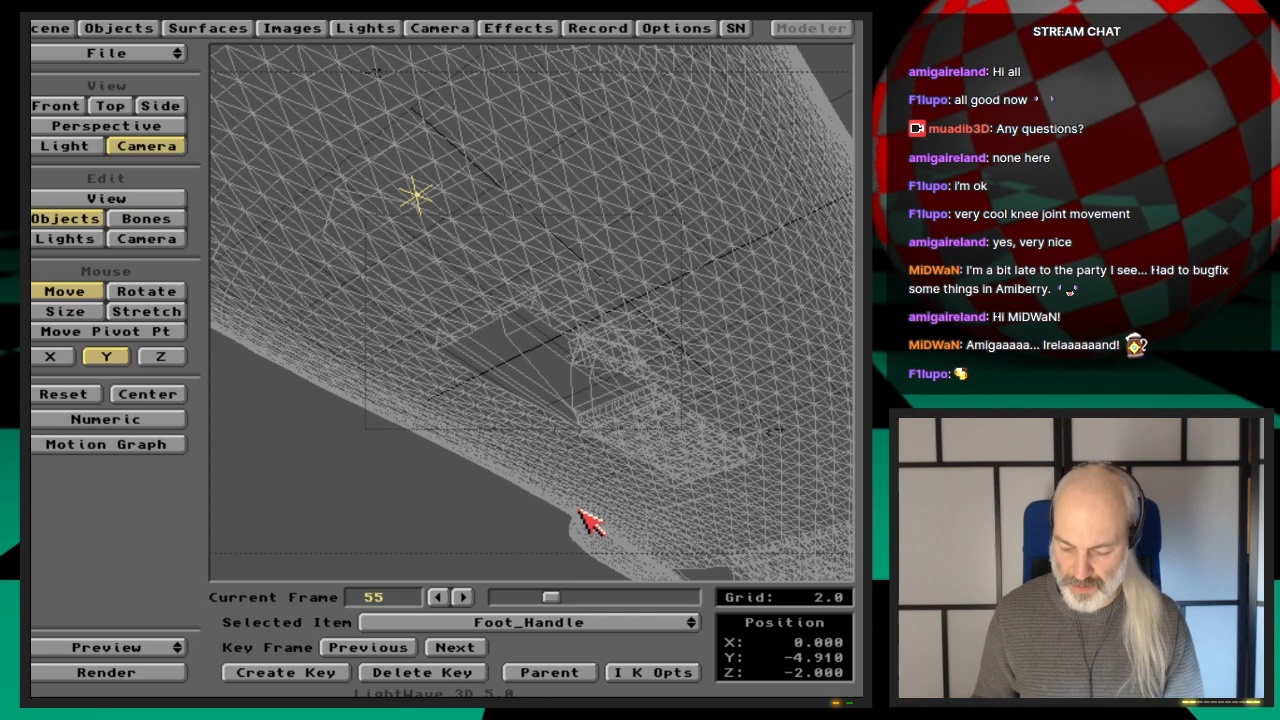 cene Objects Surfaces Images Lights Camera Effects Record Options SN Modeler
File
View
Front Top Side
Perspective
Light Camera
Edit
View
Objects Bones
Lights Camera
Mouse
Move Rotate
Size Stretch
Move Pivot Pt
X Y Z
Reset Center
Numeric
Motion Graph
Preview
Render
Current Frame 55
Selected Item Foot_Handle
Key Frame Previous Next
Create Key Delete Key Parent I K Opts
LightWave 3D 5.0
Grid: 2.0
Position
X: 0.000
Y: -4.910
Z: -2.000
STREAM CHAT
amigaireland: Hi all
F1lupo: all good now
muadib3D: Any questions?
amigaireland: none here
F1lupo: i'm ok
F1lupo: very cool knee joint movement
amigaireland: yes, very nice
MiDWaN: I'm a bit late to the party I see... Had to bugfix
some things in Amiberry.
amigaireland: Hi MiDWaN!
MiDWaN: Amigaaaaa... Irelaaaaaand!
F1lupo: